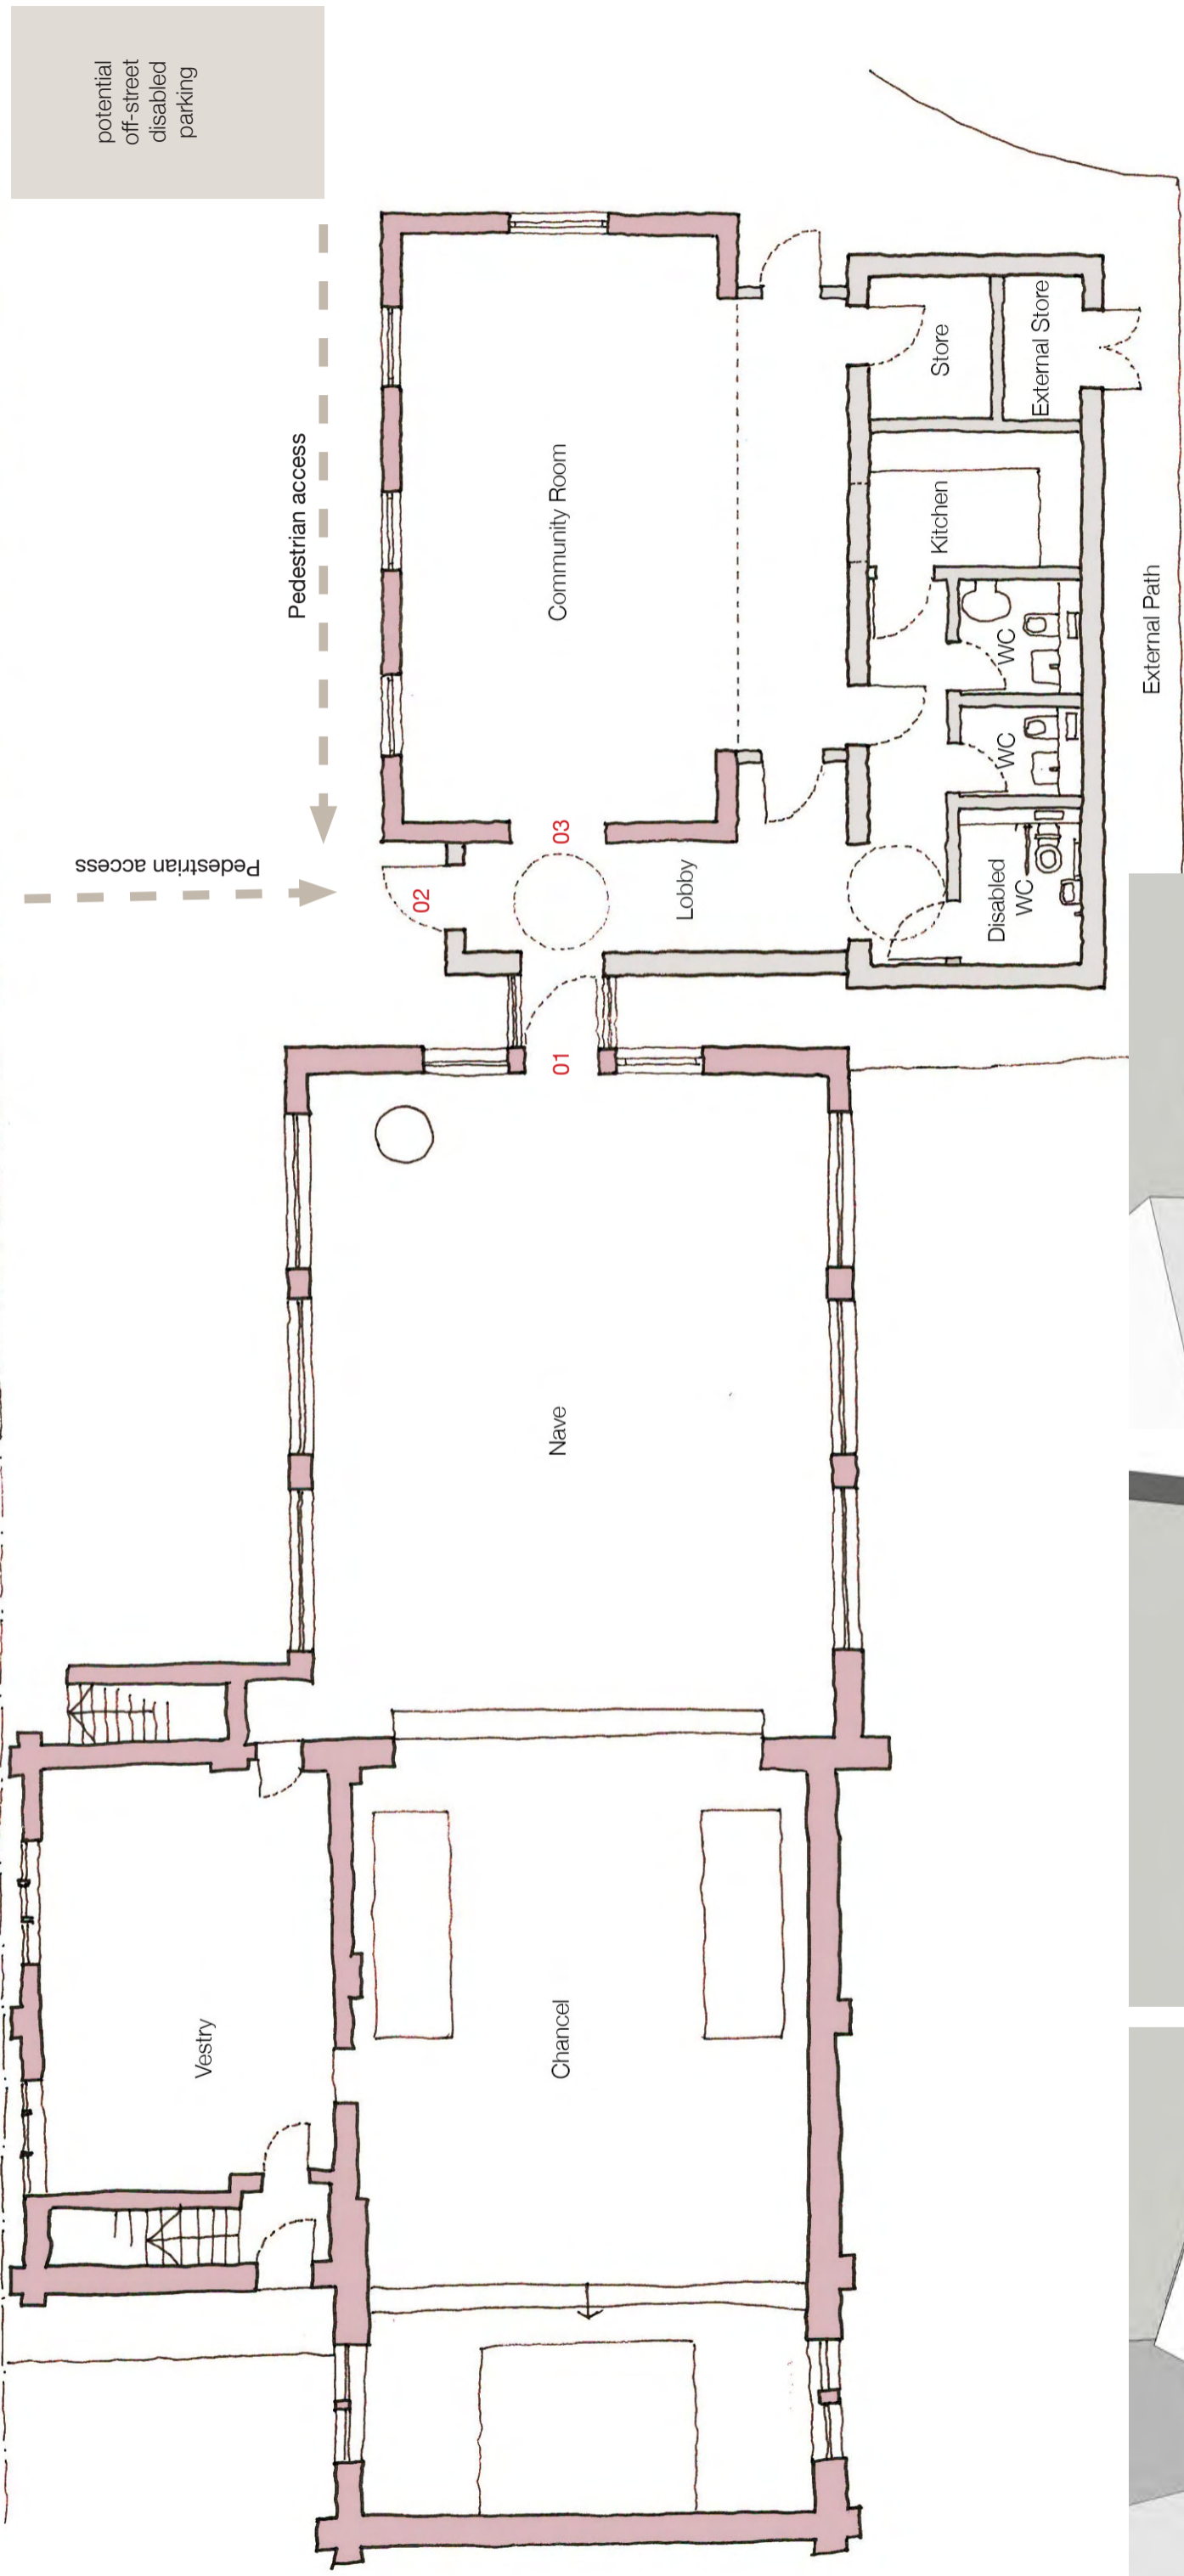 potential
off-street
disabled
parking
Pedestrian access
Pedestrian access
Community Room
Store
External Store
Kitchen
WC
WC
Disabled
WC
External Path
02
03
Lobby
01
Nave
Vestry
Chancel